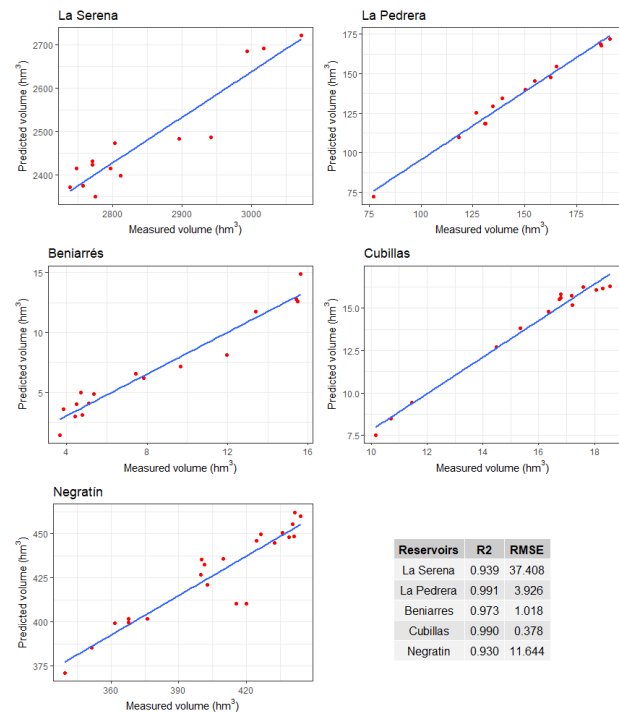 La Serena
Predicted volume (hm³)
2700
2600
2500
2400
2800 2900 3000
Measured volume (hm³)
La Pedrera
Predicted volume (hm³)
175
150
125
100
75
75 100 125 150 175
Measured volume (hm³)
Beniarrés
Predicted volume (hm³)
15
10
5
4 8 12 16
Measured volume (hm³)
Cubillas
Predicted volume (hm³)
15.0
12.5
10.0
7.5
10 12 14 16 18
Measured volume (hm³)
Negratín
Predicted volume (hm³)
450
425
400
375
360 390 420
Measured volume (hm³)
Reservoirs R2 RMSE
La Serena 0.939 37.408
La Pedrera 0.991 3.926
Beniarres 0.973 1.018
Cubillas 0.990 0.378
Negratin 0.930 11.644